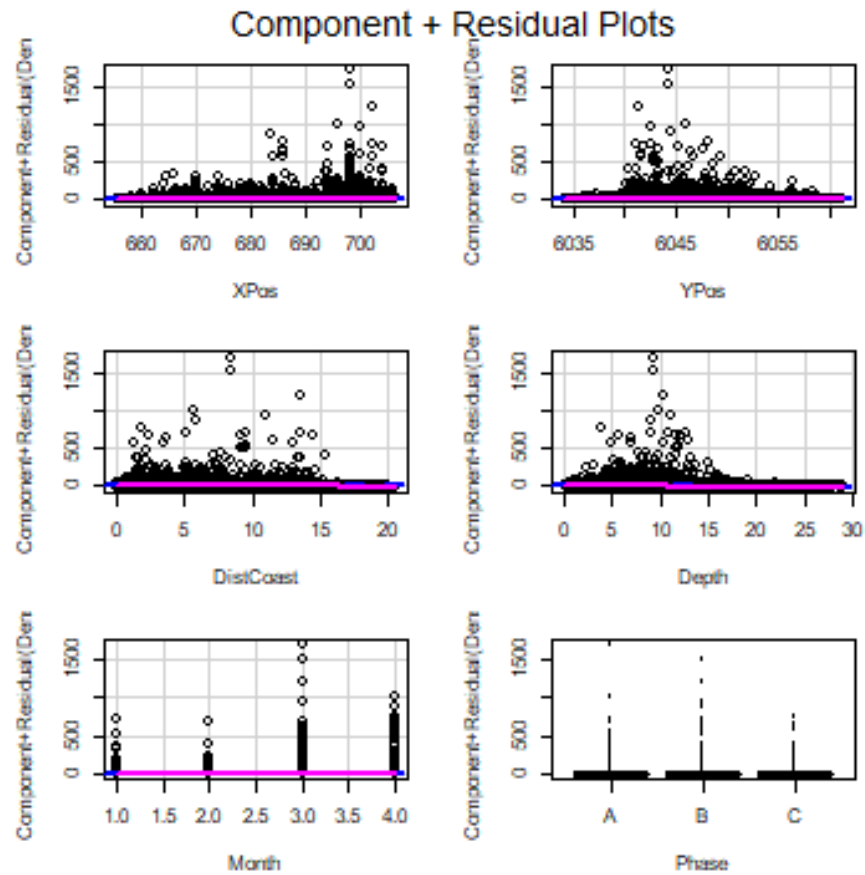 Component + Residual Plots
Component+Residual(Den
1500
500
0
660 670 680 690 700
XPos
Component+Residual(Den
1500
500
0
6035 6045 6055
YPos
Component+Residual(Den
1500
500
0
0 5 10 15 20
DistCoast
Component+Residual(Den
1500
500
0
0 5 10 15 20 25 30
Depth
Component+Residual(Den
1500
500
0
1.0 1.5 2.0 2.5 3.0 3.5 4.0
Month
Component+Residual(Den
1500
500
0
A B C
Phase